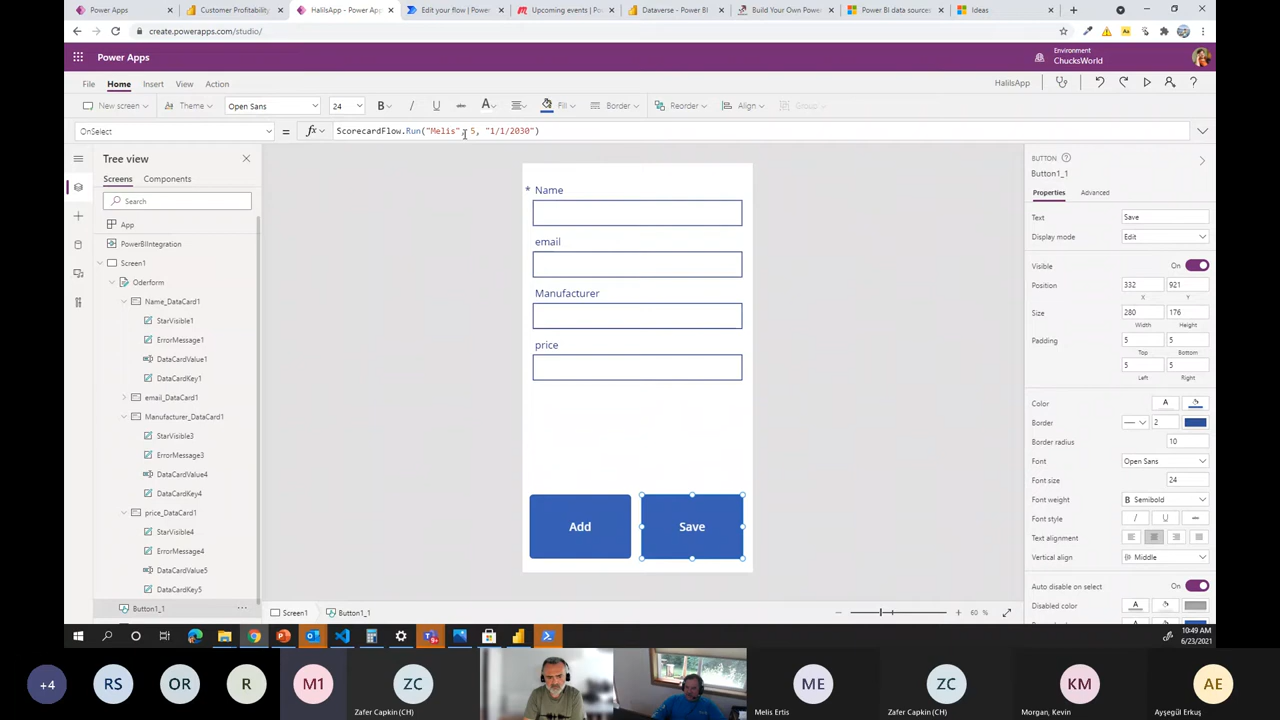 Power Apps
Customer Profitability
HalilsApp - Power Ap
Edit your flow | Power
Upcoming events | Po
Dataverse - Power BI
Build Your Own Powe
Power BI data sources
Ideas
create.powerapps.com/studio/
Power Apps
Environment
ChucksWorld
File
Home
Insert
View
Action
HalilsApp
New screen
Theme
Open Sans
24
B
Fill
Border
Reorder
Align
Group
OnSelect
=
fx
ScorecardFlow.Run("Melis", 5, "1/1/2030")
Tree view
Screens
Components
Search
App
PowerBIIntegration
Screen1
Oderform
Name_DataCard1
StarVisible1
ErrorMessage1
DataCardValue1
DataCardKey1
email_DataCard1
Manufacturer_DataCard1
StarVisible3
ErrorMessage3
DataCardValue4
DataCardKey4
price_DataCard1
StarVisible4
ErrorMessage4
DataCardValue5
DataCardKey5
Button1_1
* Name
email
Manufacturer
price
Add
Save
Screen1
Button1_1
60 %
BUTTON
Button1_1
Properties
Advanced
Text
Save
Display mode
Edit
Visible
On
Position
332
921
X
Y
Size
280
176
Width
Height
Padding
5
5
Top
Bottom
5
5
Left
Right
Color
A
Border
2
Border radius
10
Font
Open Sans
Font size
24
Font weight
B Semibold
Font style
Text alignment
Vertical align
Middle
Auto disable on select
On
Disabled color
A
10:49 AM
6/23/2021
+4
RS
OR
R
M1
ZC
Zafer Capkin (CH)
ME
Melis Ertis
ZC
Zafer Capkin (CH)
KM
Morgan, Kevin
AE
Ayşegül Erkuş